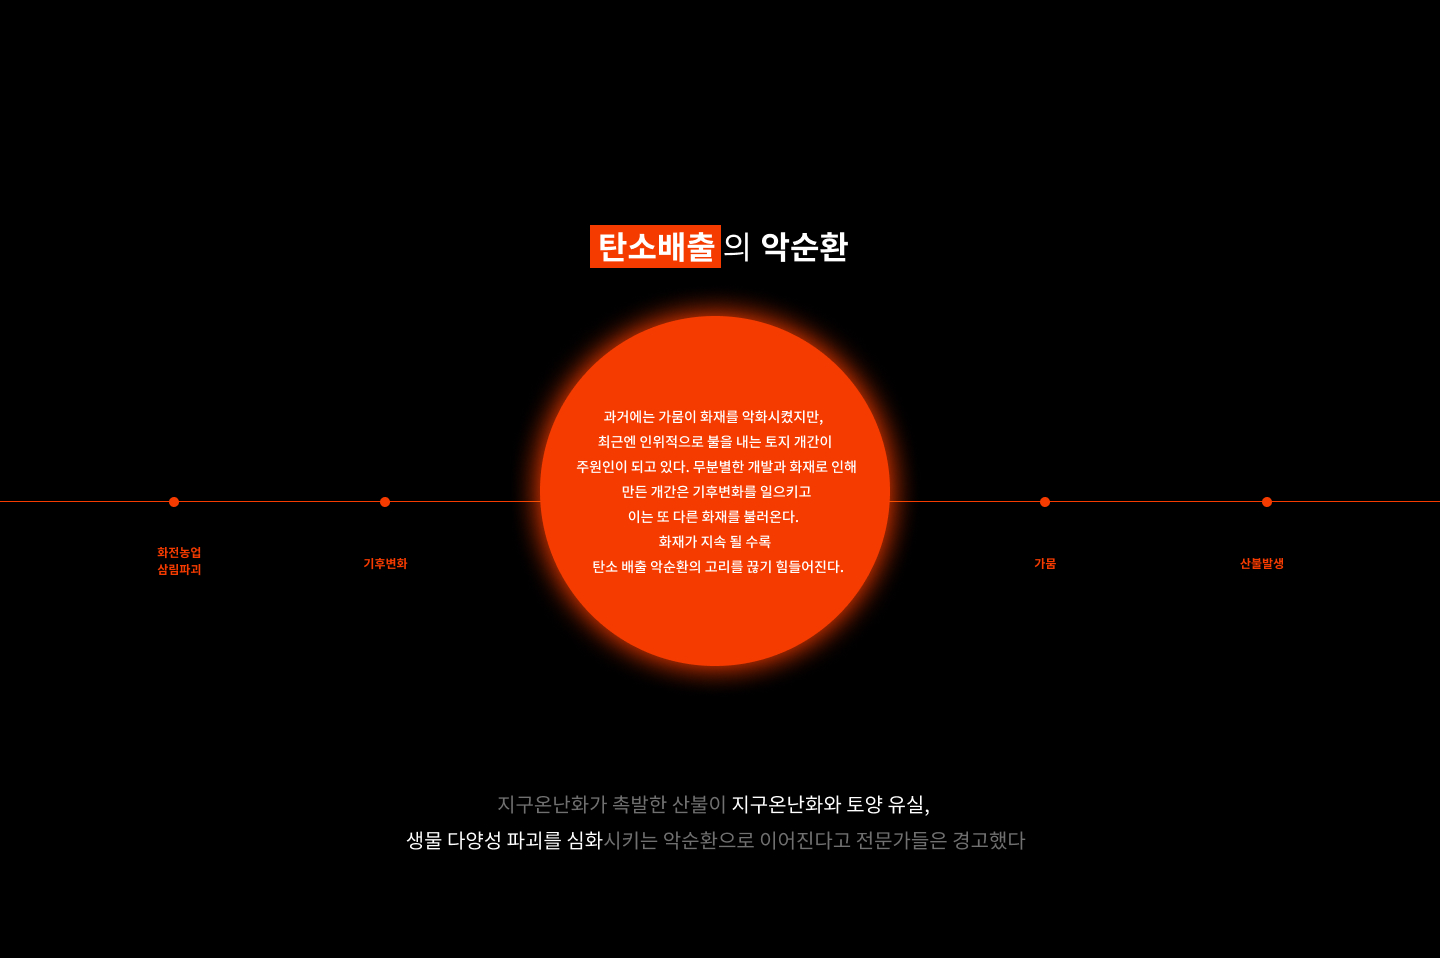 탄소배출의 악순환
과거에는 가뭄이 화재를 악화시켰지만,
최근엔 인위적으로 불을 내는 토지 개간이
주원인이 되고 있다. 무분별한 개발과 화재로 인해
만든 개간은 기후변화를 일으키고
이는 또 다른 화재를 불러온다.
화재가 지속 될 수록
탄소 배출 악순환의 고리를 끊기 힘들어진다.
화전농업
삼림파괴
기후변화
가뭄
산불발생
지구온난화가 촉발한 산불이 지구온난화와 토양 유실,
생물 다양성 파괴를 심화시키는 악순환으로 이어진다고 전문가들은 경고했다